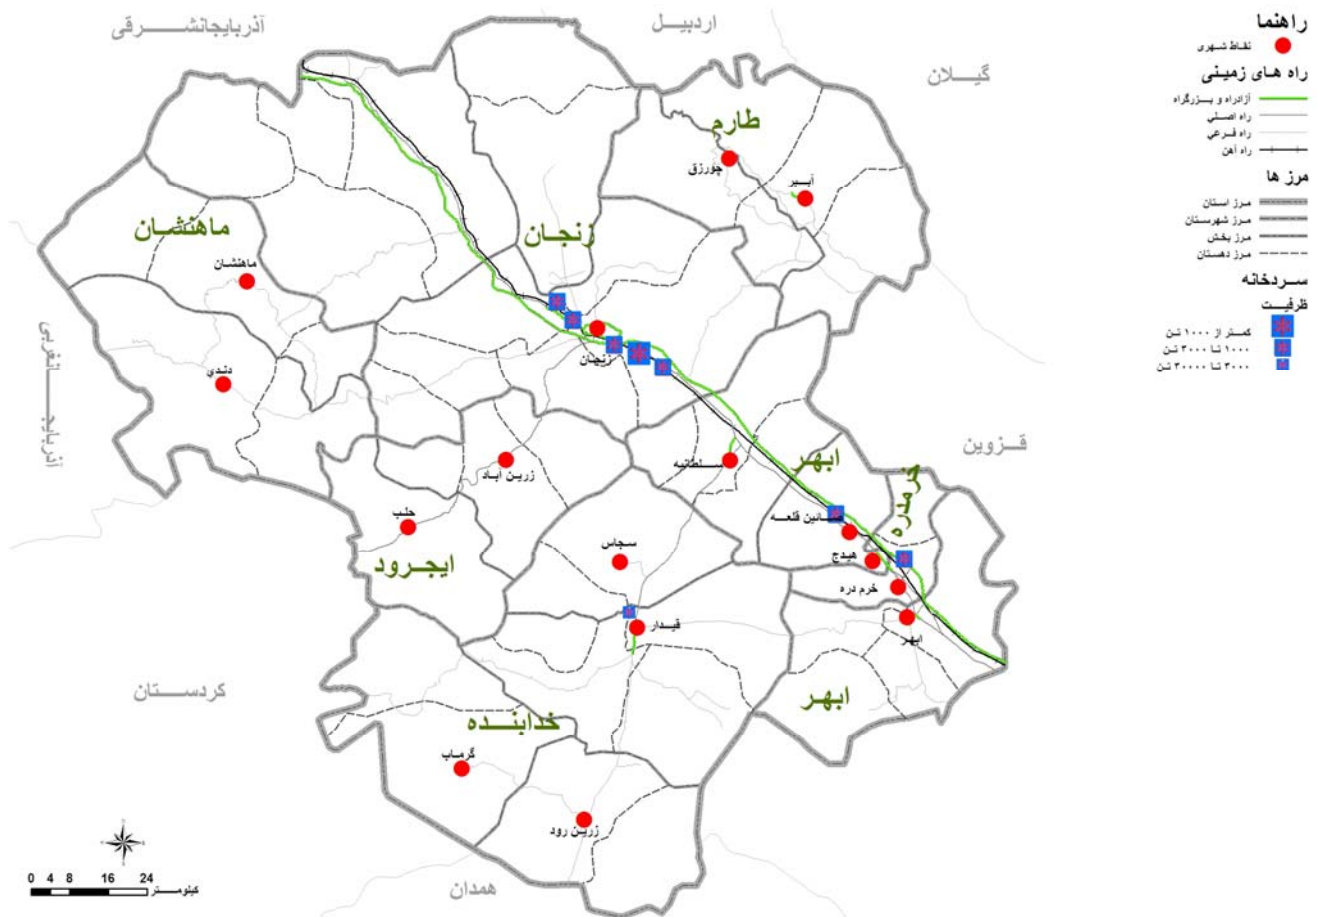 راهنما
نقاط شهری
راه های زمینی
آزادراه و بزرگراه
راه اصلی
راه فرعی
راه آهن
مرز ها
مرز استان
مرز شهرستان
مرز بخش
مرز دهستان
سردخانه
ظرفیت
کمتر از ۱۰۰۰ تن
۱۰۰۰ تا ۳۰۰۰ تن
۳۰۰۰ تا ۳۰۰۰۰ تن
آذربایجانشرقی
اردبیل
گیلان
طارم
چورزق
آب‌بر
ماهنشان
زنجان
ماهنشان
آذربایجانغربی
زنجان
دندی
قزوین
ابهر
خرمدره
سلطانیه
زرین آباد
حلب
صائین قلعه
ایجرود
سجاس
هیدج
خرم دره
قیدار
ابهر
کردستان
ابهر
خدابنده
گرماب
زرین رود
همدان
0 4 8 16 24
کیلومتر